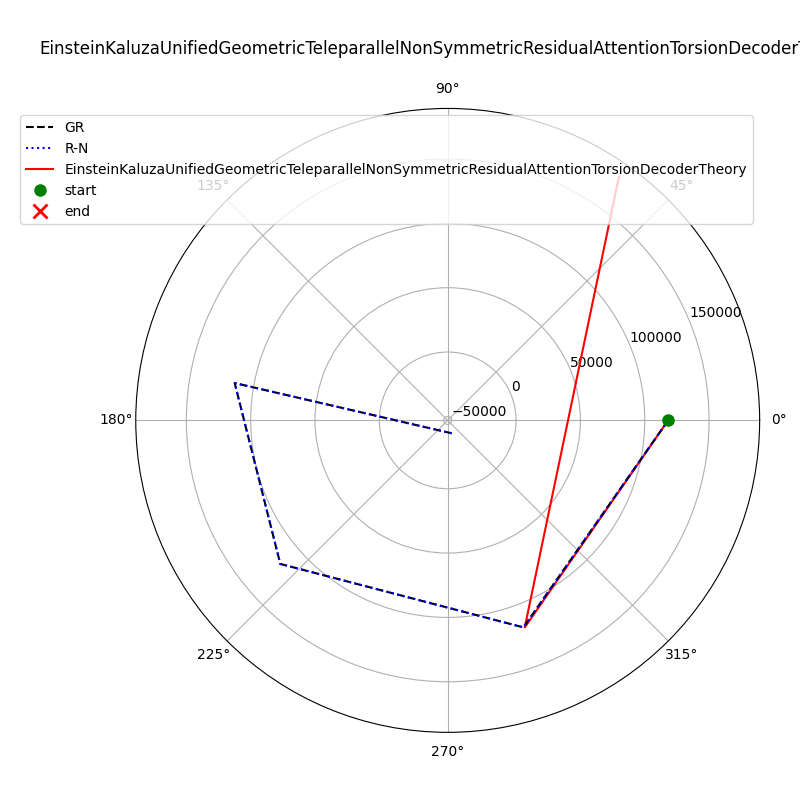 EinsteinKaluzaUnifiedGeometricTeleparallelNonSymmetricResidualAttentionTorsionDecoderT
90°
GR
R-N
EinsteinKaluzaUnifiedGeometricTeleparallelNonSymmetricResidualAttentionTorsionDecoderTheory
start
end
135°
45°
150000
100000
50000
0
−50000
180°
0°
225°
315°
270°